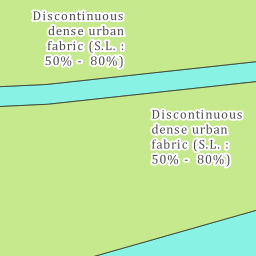 Discontinuous
dense urban
fabric (S.L. :
50% -  80%)
Discontinuous
dense urban
fabric (S.L. :
50% -  80%)